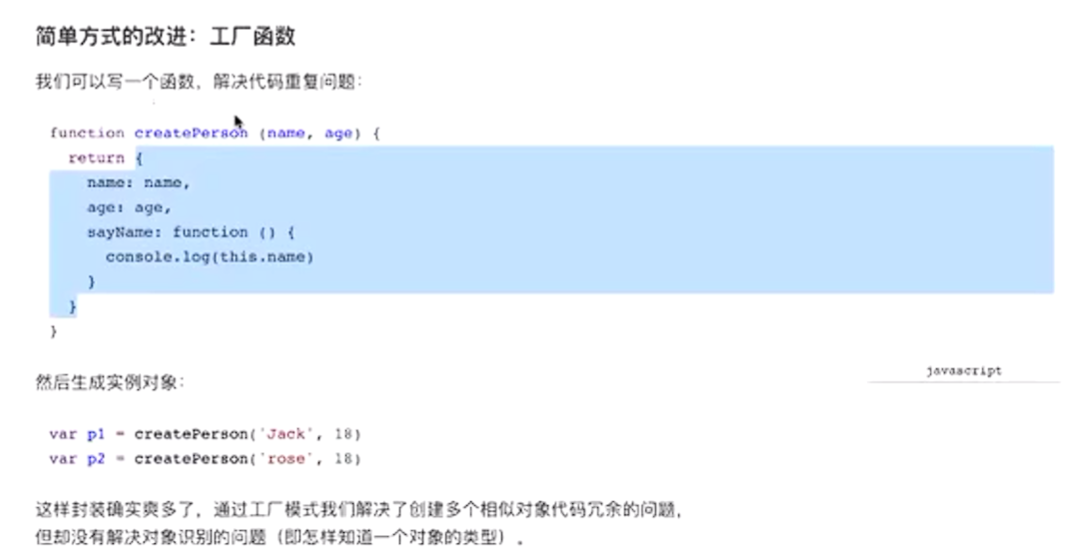 简单方式的改进：工厂函数
我们可以写一个函数，解决代码重复问题：
function createPerson (name, age) {
  return {
    name: name,
    age: age,
    sayName: function () {
      console.log(this.name)
    }
  }
}
然后生成实例对象：
javascript
var p1 = createPerson('Jack', 18)
var p2 = createPerson('rose', 18)
这样封装确实爽多了，通过工厂模式我们解决了创建多个相似对象代码冗余的问题，
但却没有解决对象识别的问题（即怎样知道一个对象的类型）。